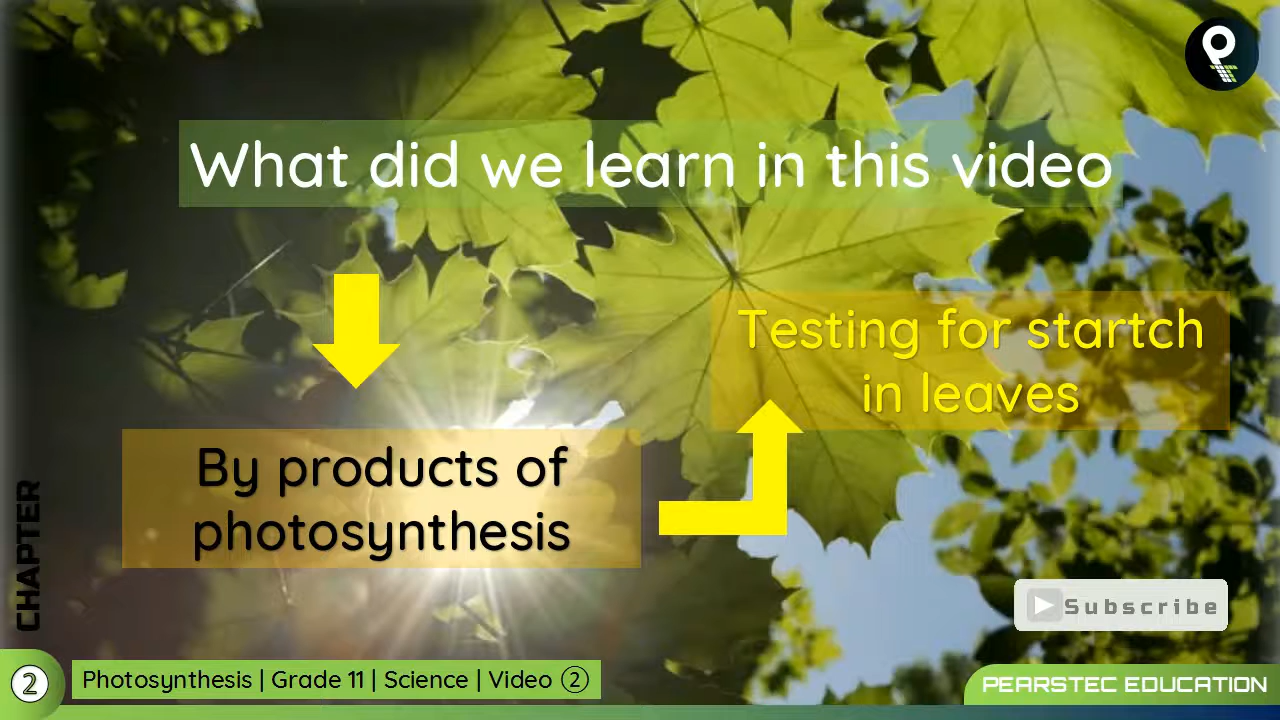 What did we learn in this video
Testing for startch
in leaves
By products of
photosynthesis
CHAPTER
Subscribe
2
Photosynthesis | Grade 11 | Science | Video ②
PEARSTEC EDUCATION